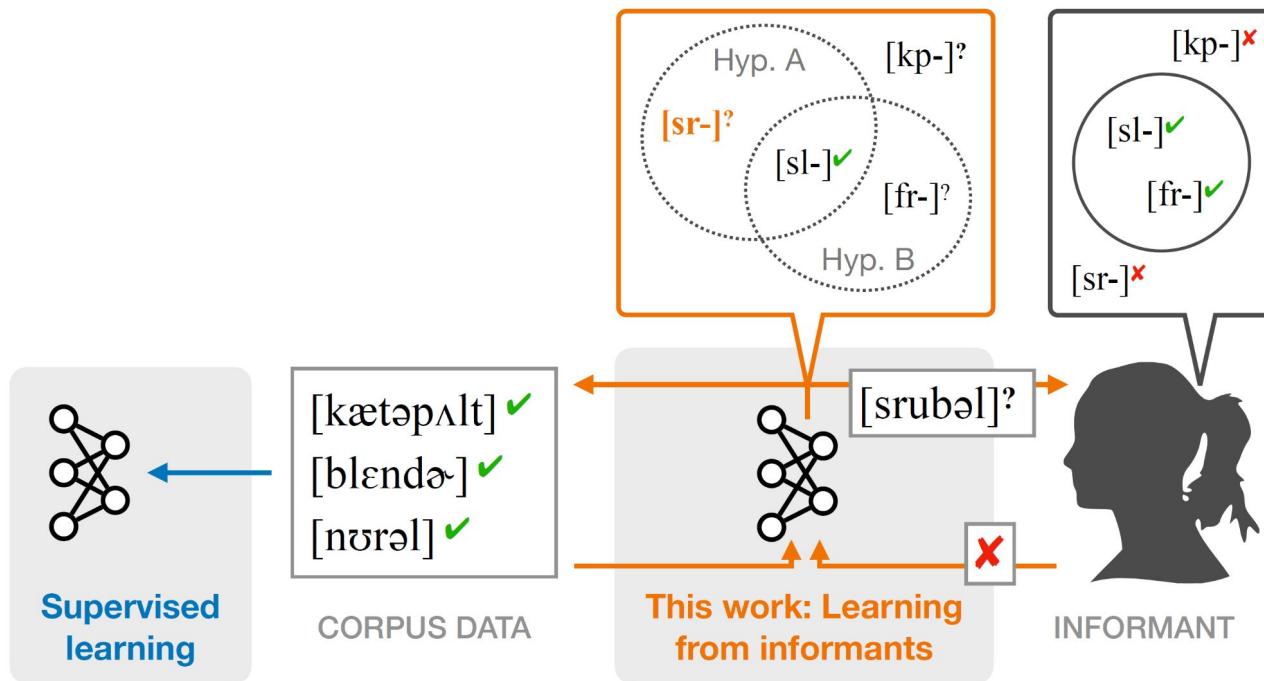 Hyp. A
[kp-]?
[sr-]?
[sl-]✔
[fr-]?
Hyp. B
[kp-]✘
[sl-]✔
[fr-]✔
[sr-]✘
[kætəpʌlt] ✔
[blɛndɚ] ✔
[nʊrəl] ✔
[srubəl]?
✘
Supervised
learning
CORPUS DATA
This work: Learning
from informants
INFORMANT